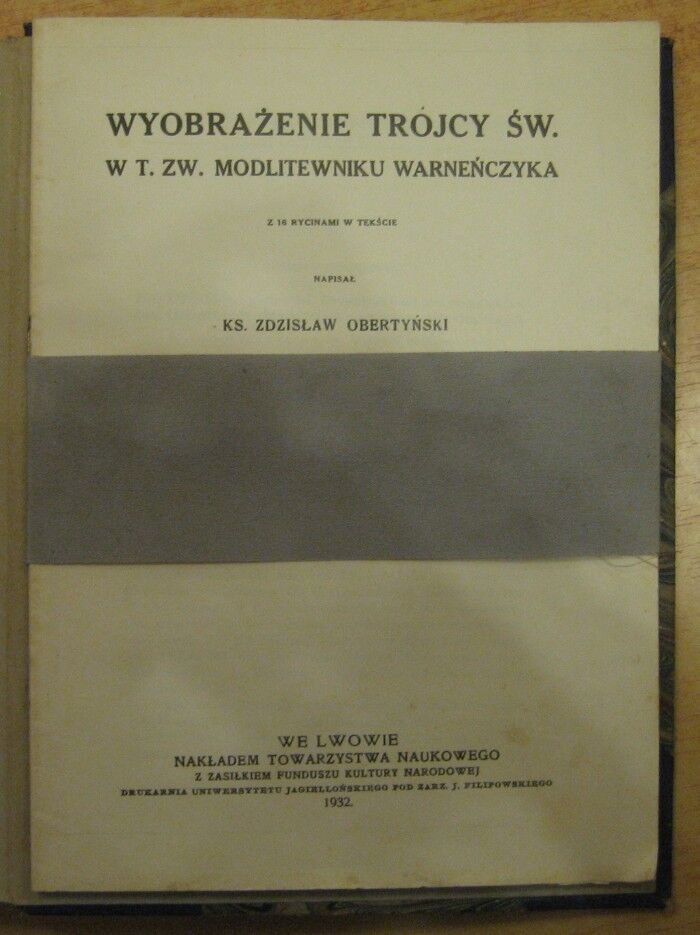 WYOBRAŻENIE TRÓJCY ŚW.
W T. ZW. MODLITEWNIKU WARNEŃCZYKA
Z 16 RYCINAMI W TEKŚCIE
NAPISAŁ
KS. ZDZISŁAW OBERTYŃSKI
WE LWOWIE
NAKŁADEM TOWARZYSTWA NAUKOWEGO
Z ZASIŁKIEM FUNDUSZU KULTURY NARODOWEJ
DRUKARNIA UNIWERSYTETU JAGIELLOŃSKIEGO POD ZARZ. J. FILIPOWSKIEGO
1932.